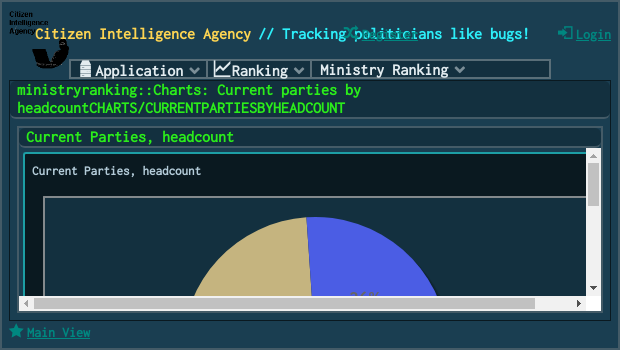 Citizen
Intelligence
Agency
Citizen Intelligence Agency // Tracking politicians like bugs!
Register
Login
Application
Ranking
Ministry Ranking
ministryranking::Charts: Current parties by
headcountCHARTS/CURRENTPARTIESBYHEADCOUNT
Current Parties, headcount
Current Parties, headcount
Main View